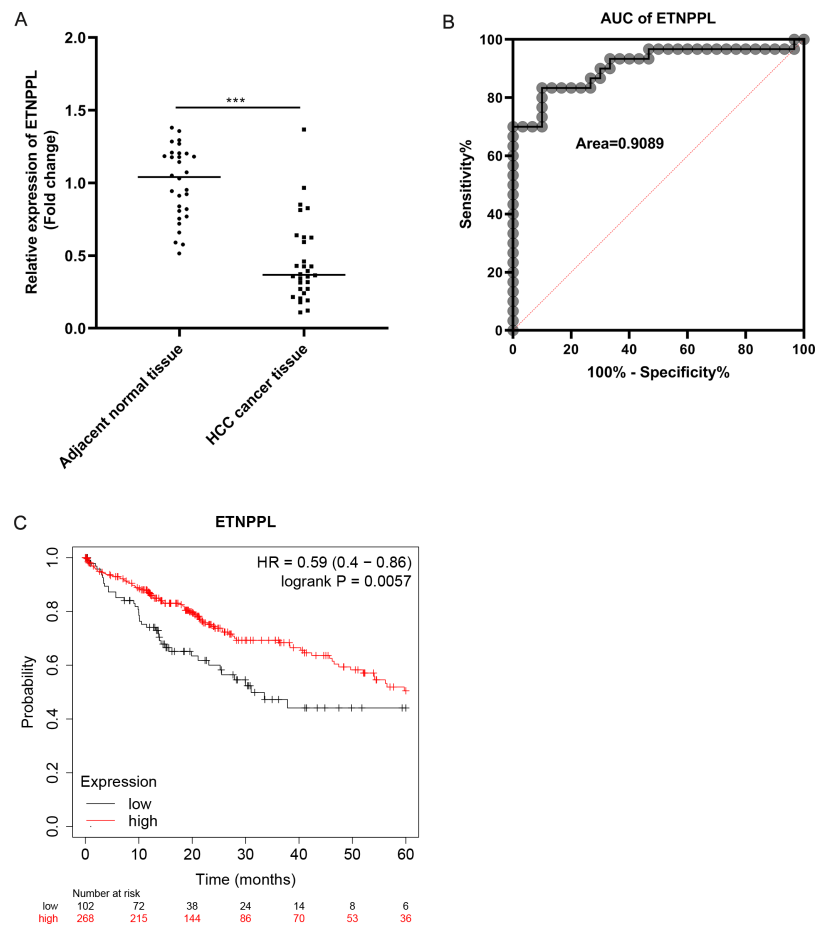 A
Relative expression of ETNPPL
(Fold change)
2.0
1.5
1.0
0.5
0.0
***
Adjacent normal tissue
HCC cancer tissue
B
AUC of ETNPPL
Sensitivity%
100
80
60
40
20
0
Area=0.9089
0 20 40 60 80 100
100% - Specificity%
C
ETNPPL
Probability
1.0
0.8
0.6
0.4
0.2
0.0
HR = 0.59 (0.4 − 0.86)
logrank P = 0.0057
Expression
low
high
0 10 20 30 40 50 60
Time (months)
Number at risk
low 102 72 38 24 14 8 6
high 268 215 144 86 70 53 36